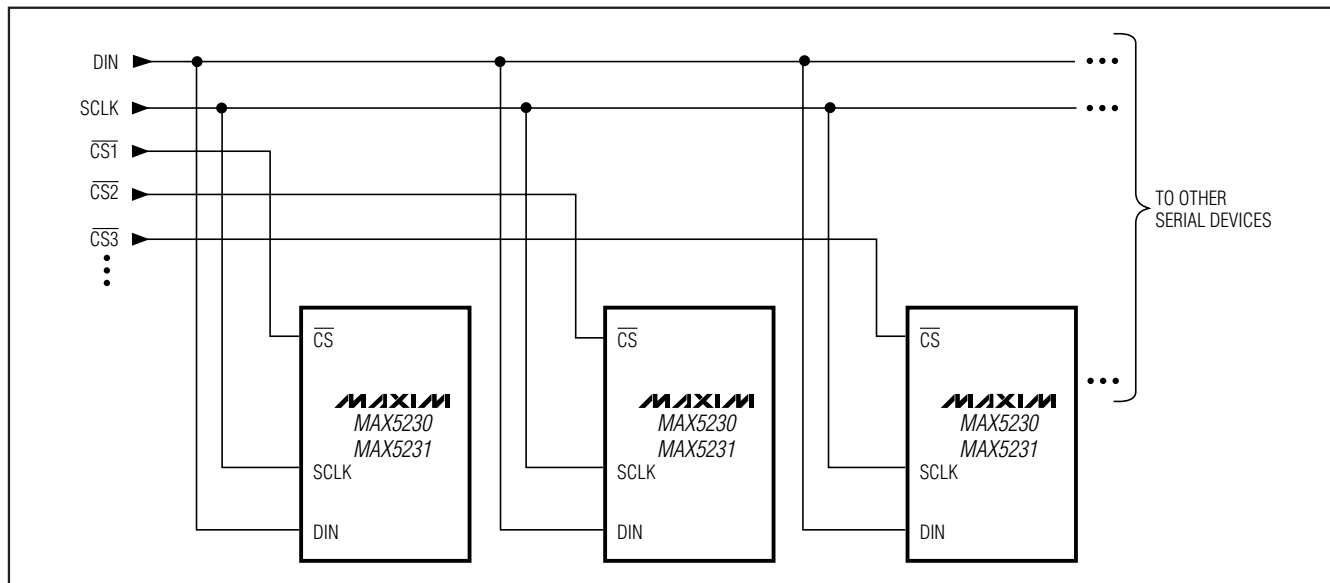 DIN
SCLK
CS1
CS2
CS3
TO OTHER
SERIAL DEVICES
CS
MAXIM
MAX5230
MAX5231
SCLK
DIN
CS
MAXIM
MAX5230
MAX5231
SCLK
DIN
CS
MAXIM
MAX5230
MAX5231
SCLK
DIN